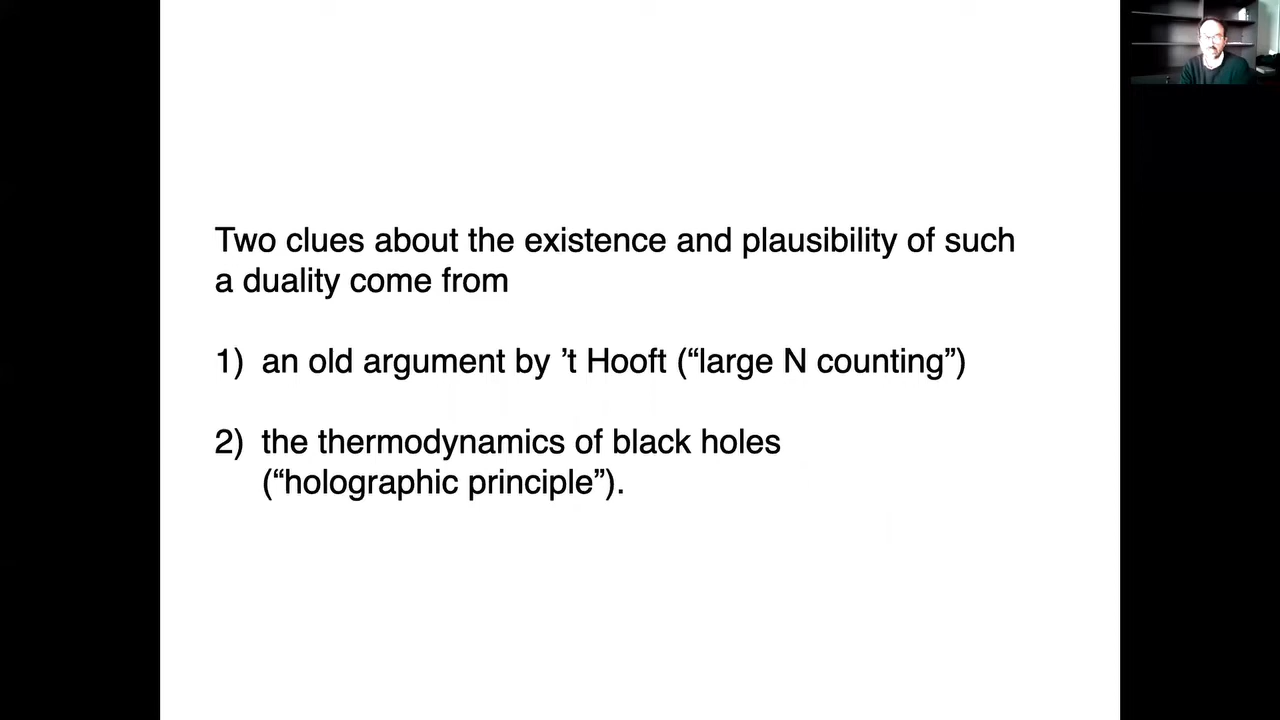 Two clues about the existence and plausibility of such
a duality come from
1) an old argument by ’t Hooft (“large N counting”)
2) the thermodynamics of black holes
(“holographic principle”).